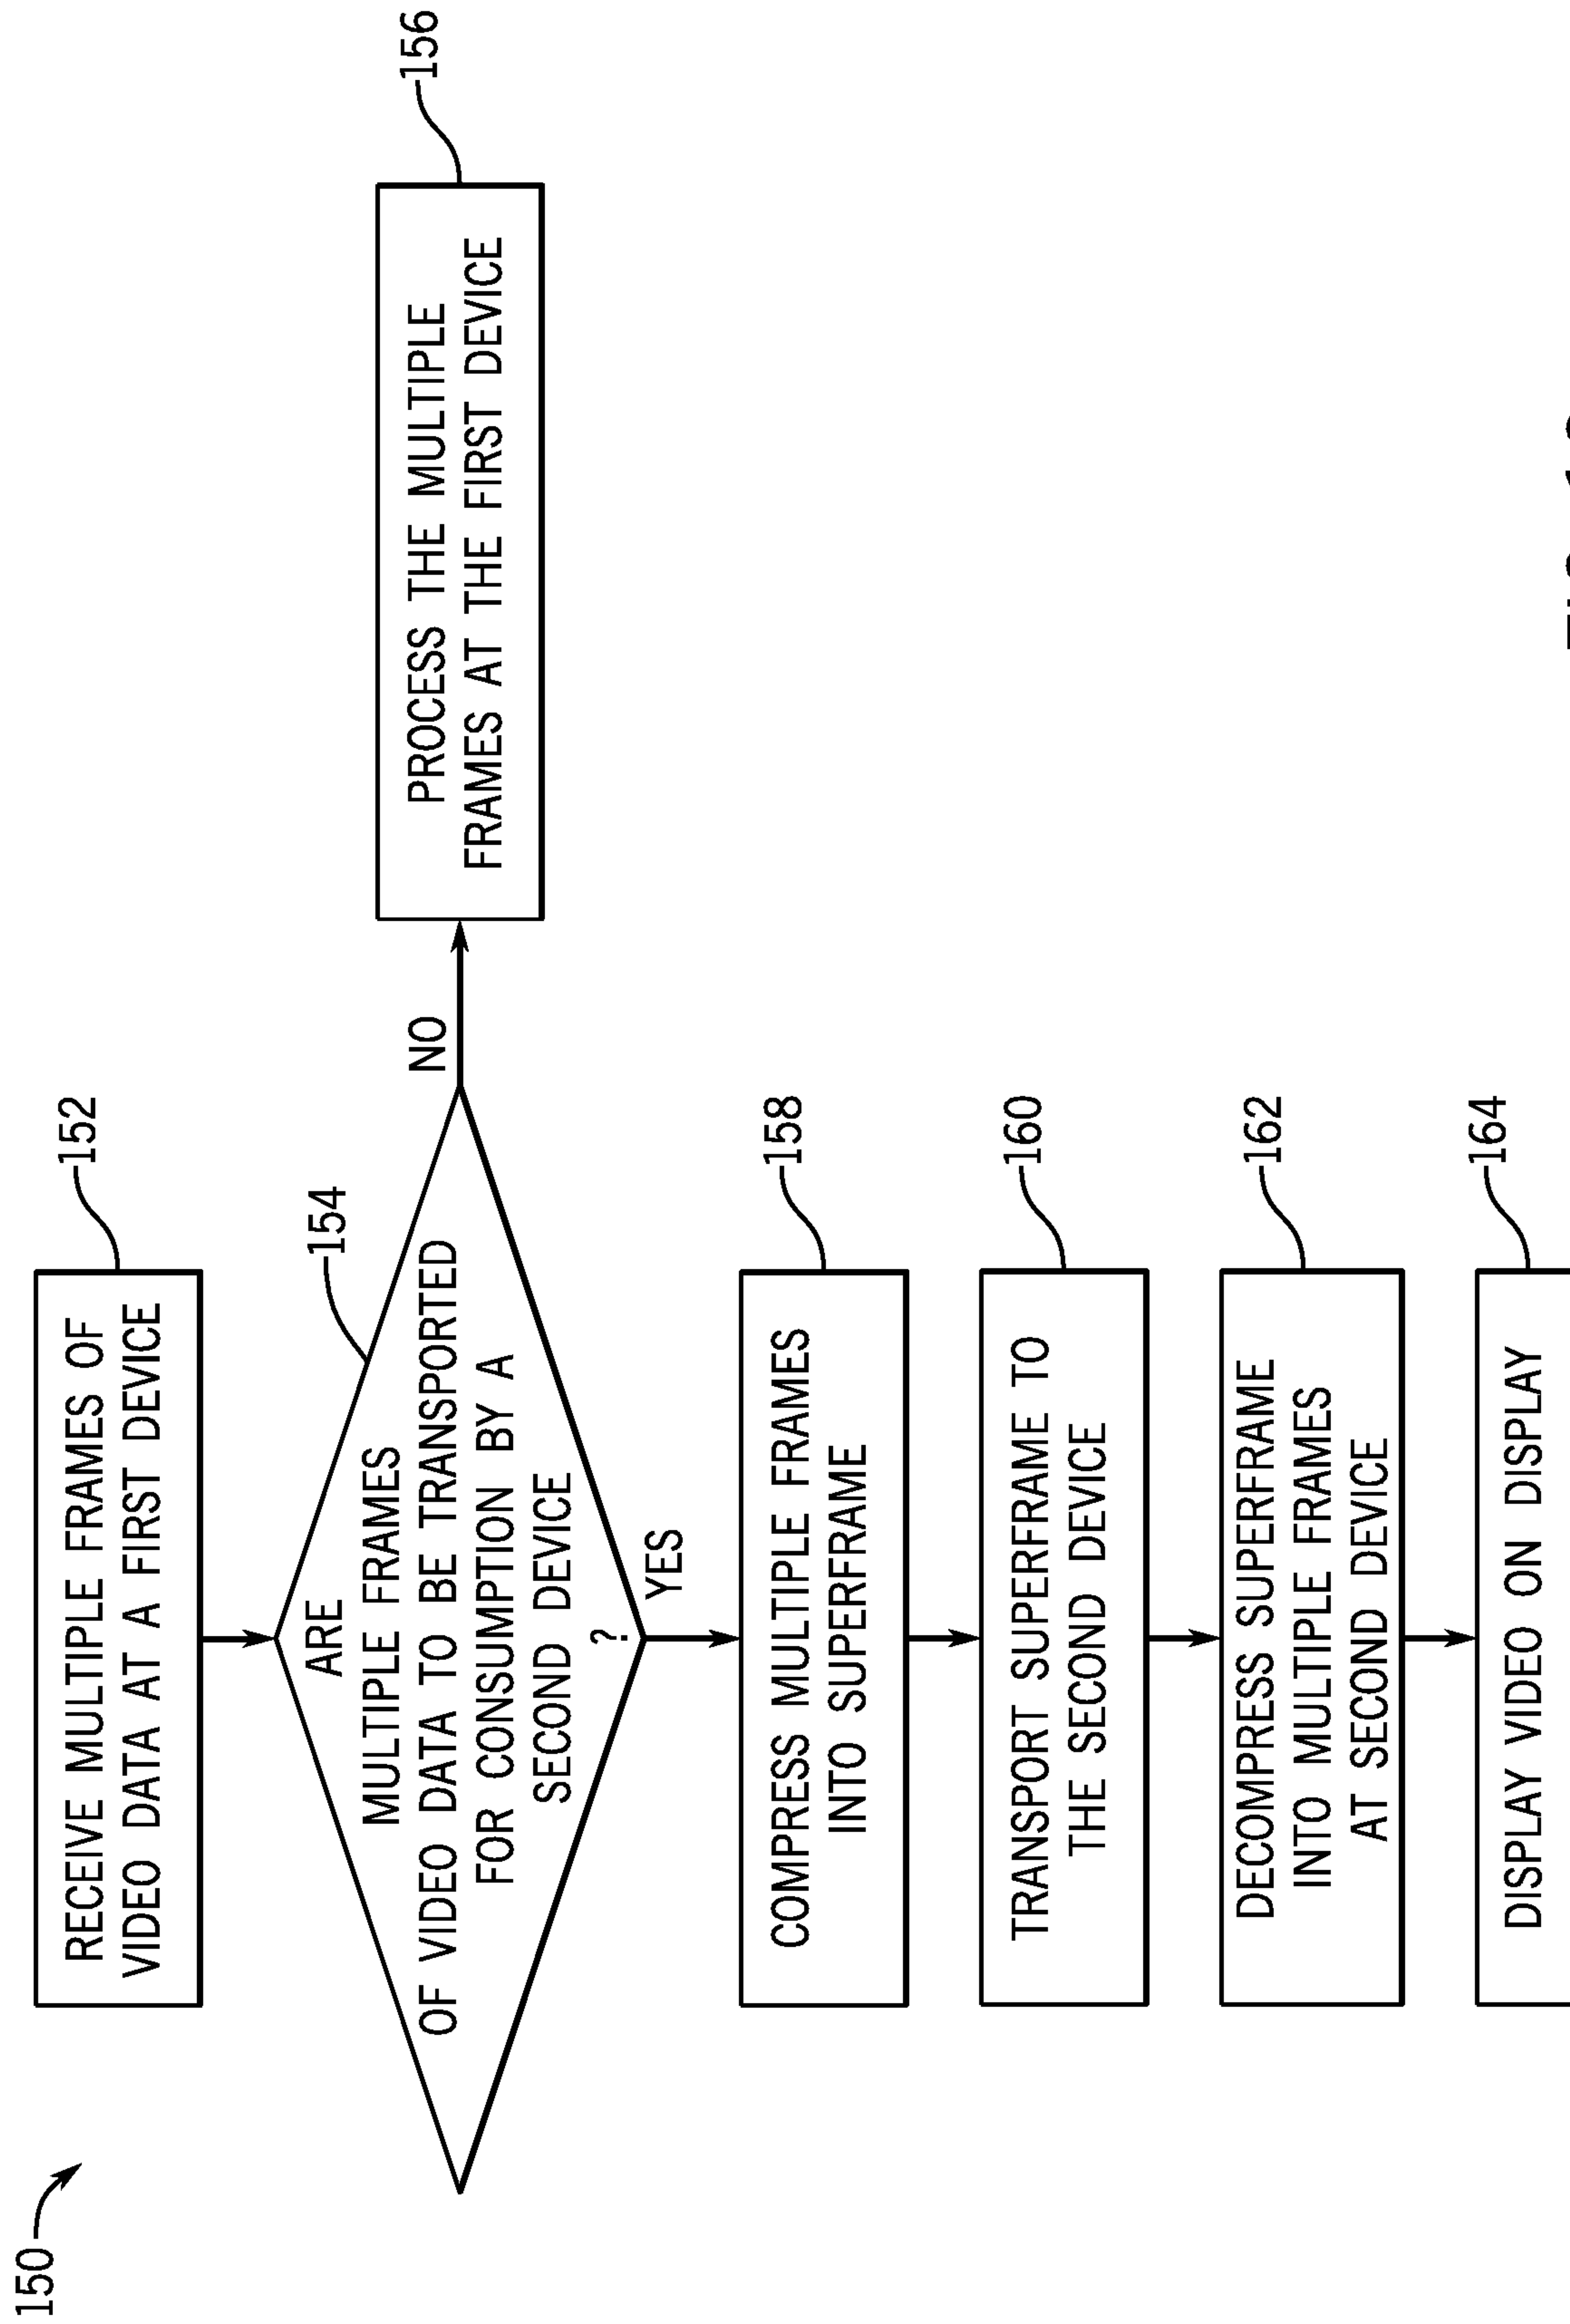 150
RECEIVE MULTIPLE FRAMES OF
VIDEO DATA AT A FIRST DEVICE
152
ARE
MULTIPLE FRAMES
OF VIDEO DATA TO BE TRANSPORTED
FOR CONSUMPTION BY A
SECOND DEVICE
?
154
NO
PROCESS THE MULTIPLE
FRAMES AT THE FIRST DEVICE
156
YES
COMPRESS MULTIPLE FRAMES
INTO SUPERFRAME
158
TRANSPORT SUPERFRAME TO
THE SECOND DEVICE
160
DECOMPRESS SUPERFRAME
INTO MULTIPLE FRAMES
AT SECOND DEVICE
162
DISPLAY VIDEO ON DISPLAY
164